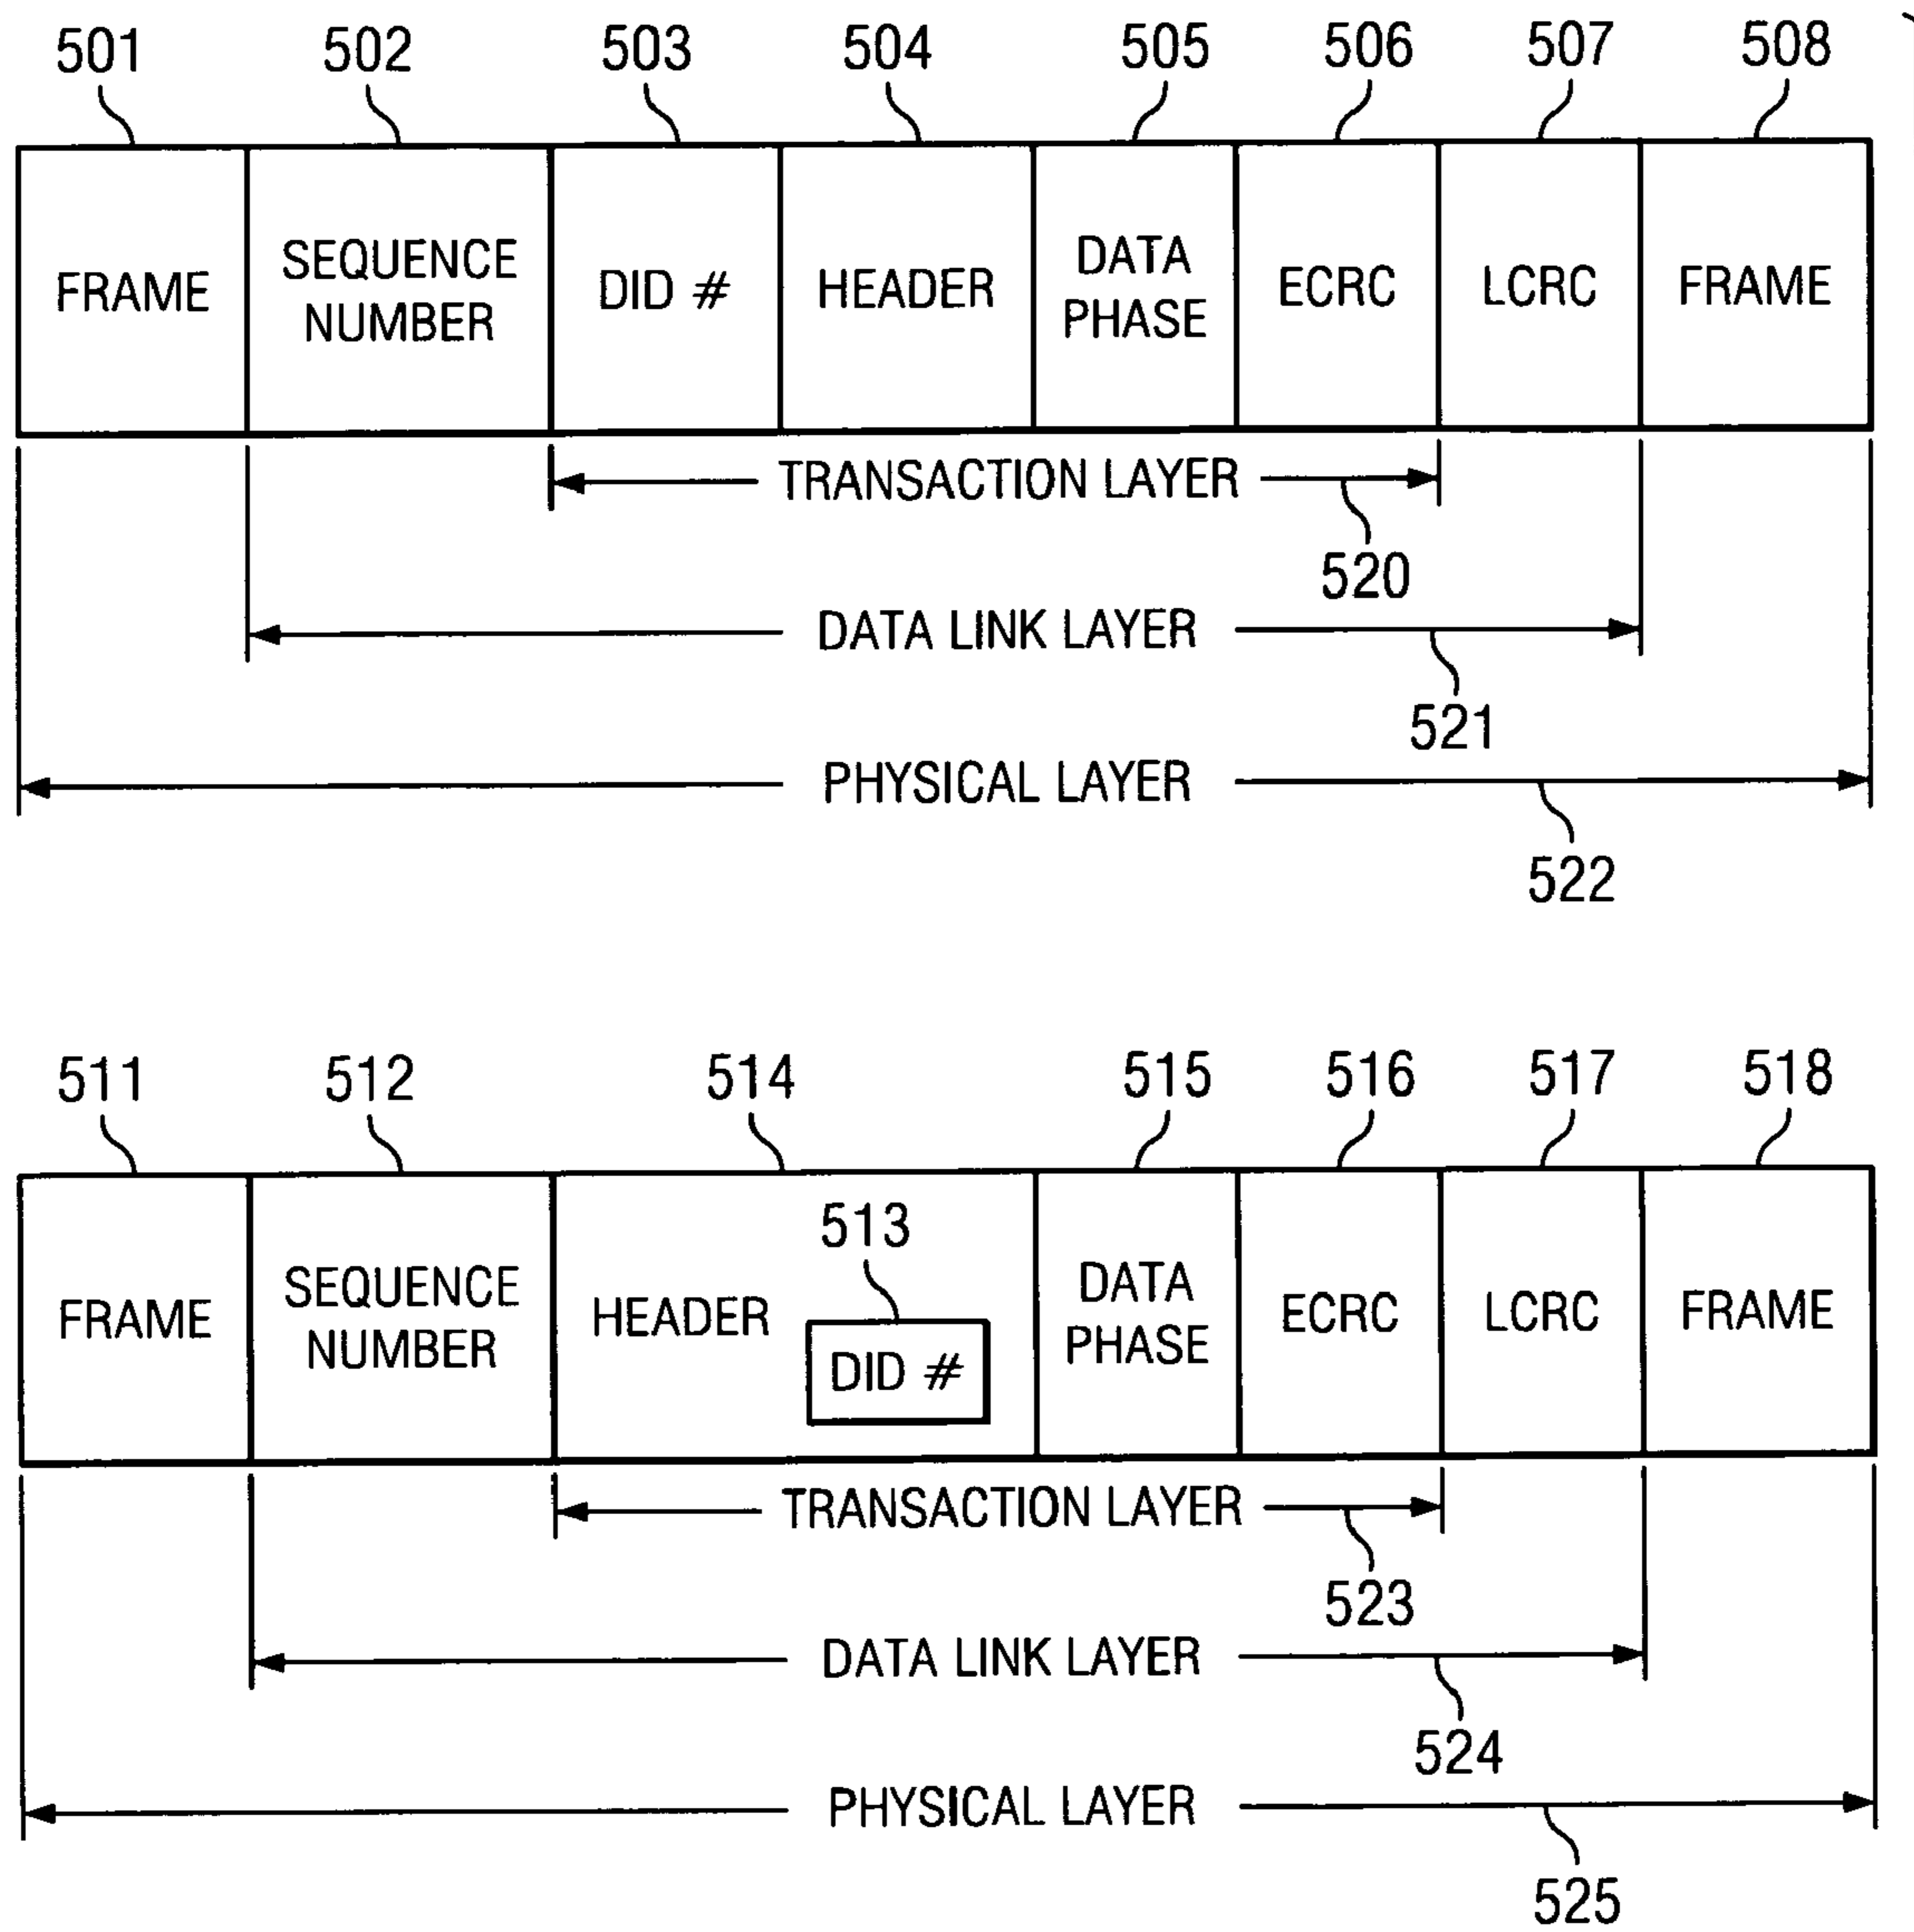 501 502 503 504 505 506 507 508
FRAME SEQUENCE NUMBER DID # HEADER DATA PHASE ECRC LCRC FRAME
TRANSACTION LAYER
520
DATA LINK LAYER
521
PHYSICAL LAYER
522
511 512 514 515 516 517 518
513
FRAME SEQUENCE NUMBER HEADER DID # DATA PHASE ECRC LCRC FRAME
TRANSACTION LAYER
523
DATA LINK LAYER
524
PHYSICAL LAYER
525